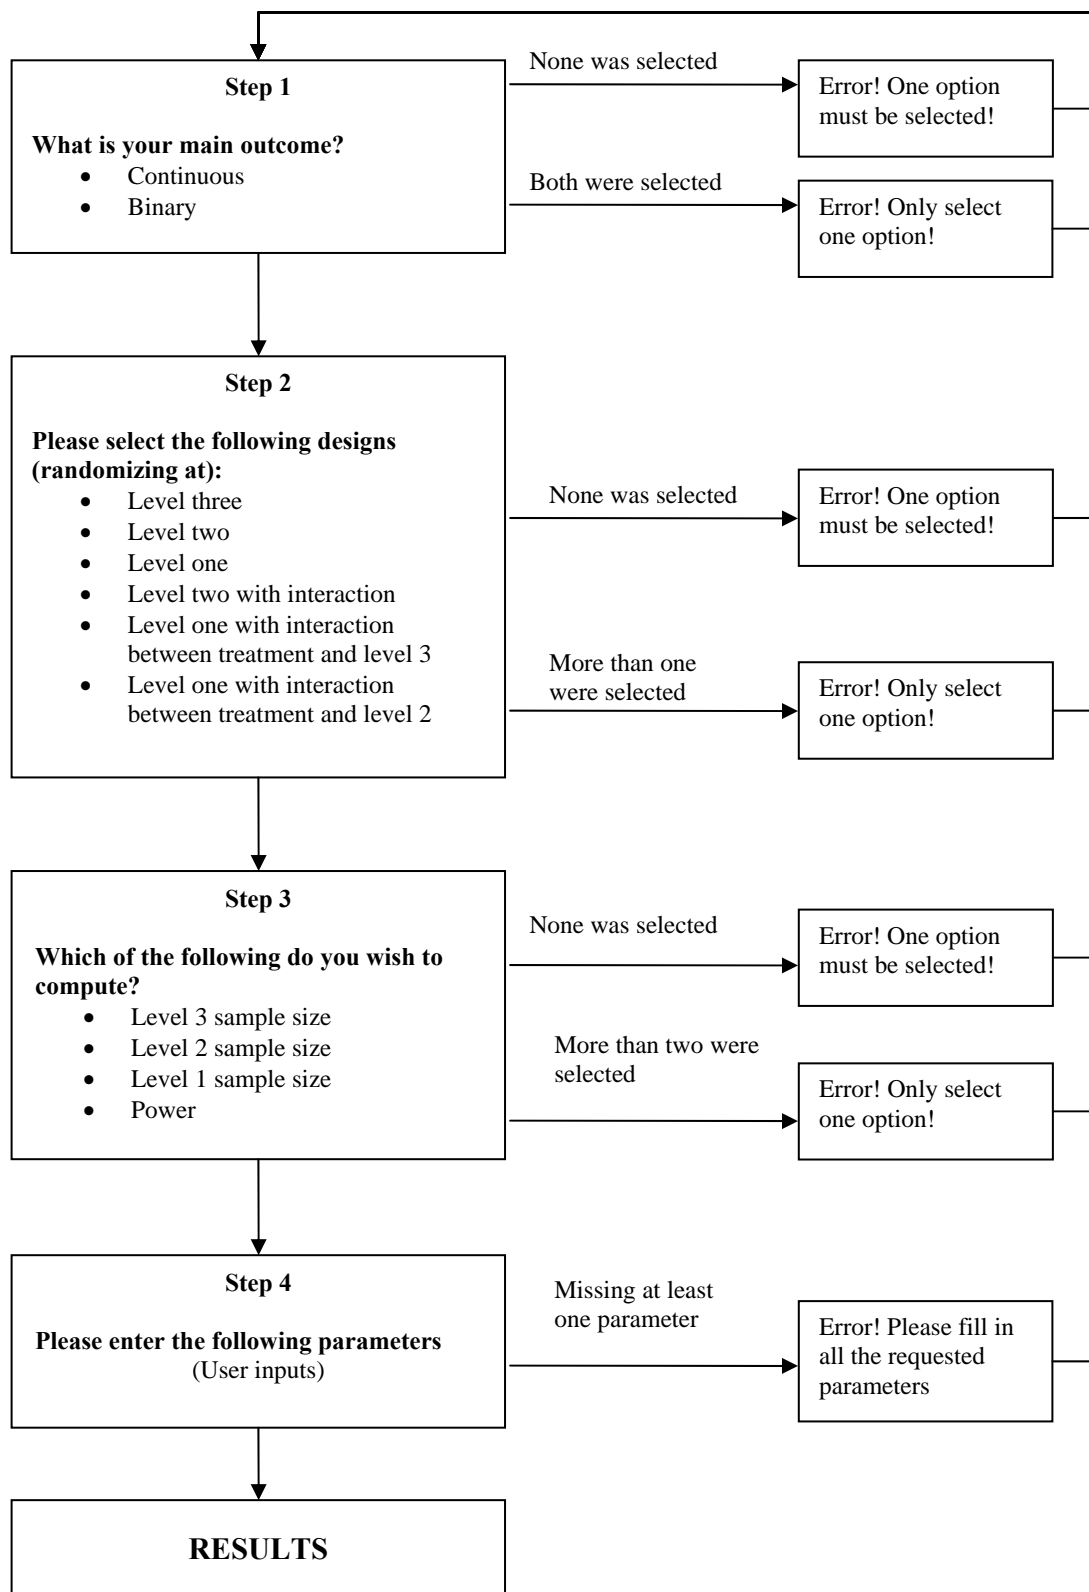 Step 1
What is your main outcome?
• Continuous
• Binary
None was selected
Error! One option
must be selected!
Both were selected
Error! Only select
one option!
Step 2
Please select the following designs
(randomizing at):
• Level three
• Level two
• Level one
• Level two with interaction
• Level one with interaction
between treatment and level 3
• Level one with interaction
between treatment and level 2
None was selected
Error! One option
must be selected!
More than one
were selected
Error! Only select
one option!
Step 3
Which of the following do you wish to
compute?
• Level 3 sample size
• Level 2 sample size
• Level 1 sample size
• Power
None was selected
Error! One option
must be selected!
More than two were
selected
Error! Only select
one option!
Step 4
Please enter the following parameters
(User inputs)
Missing at least
one parameter
Error! Please fill in
all the requested
parameters
RESULTS